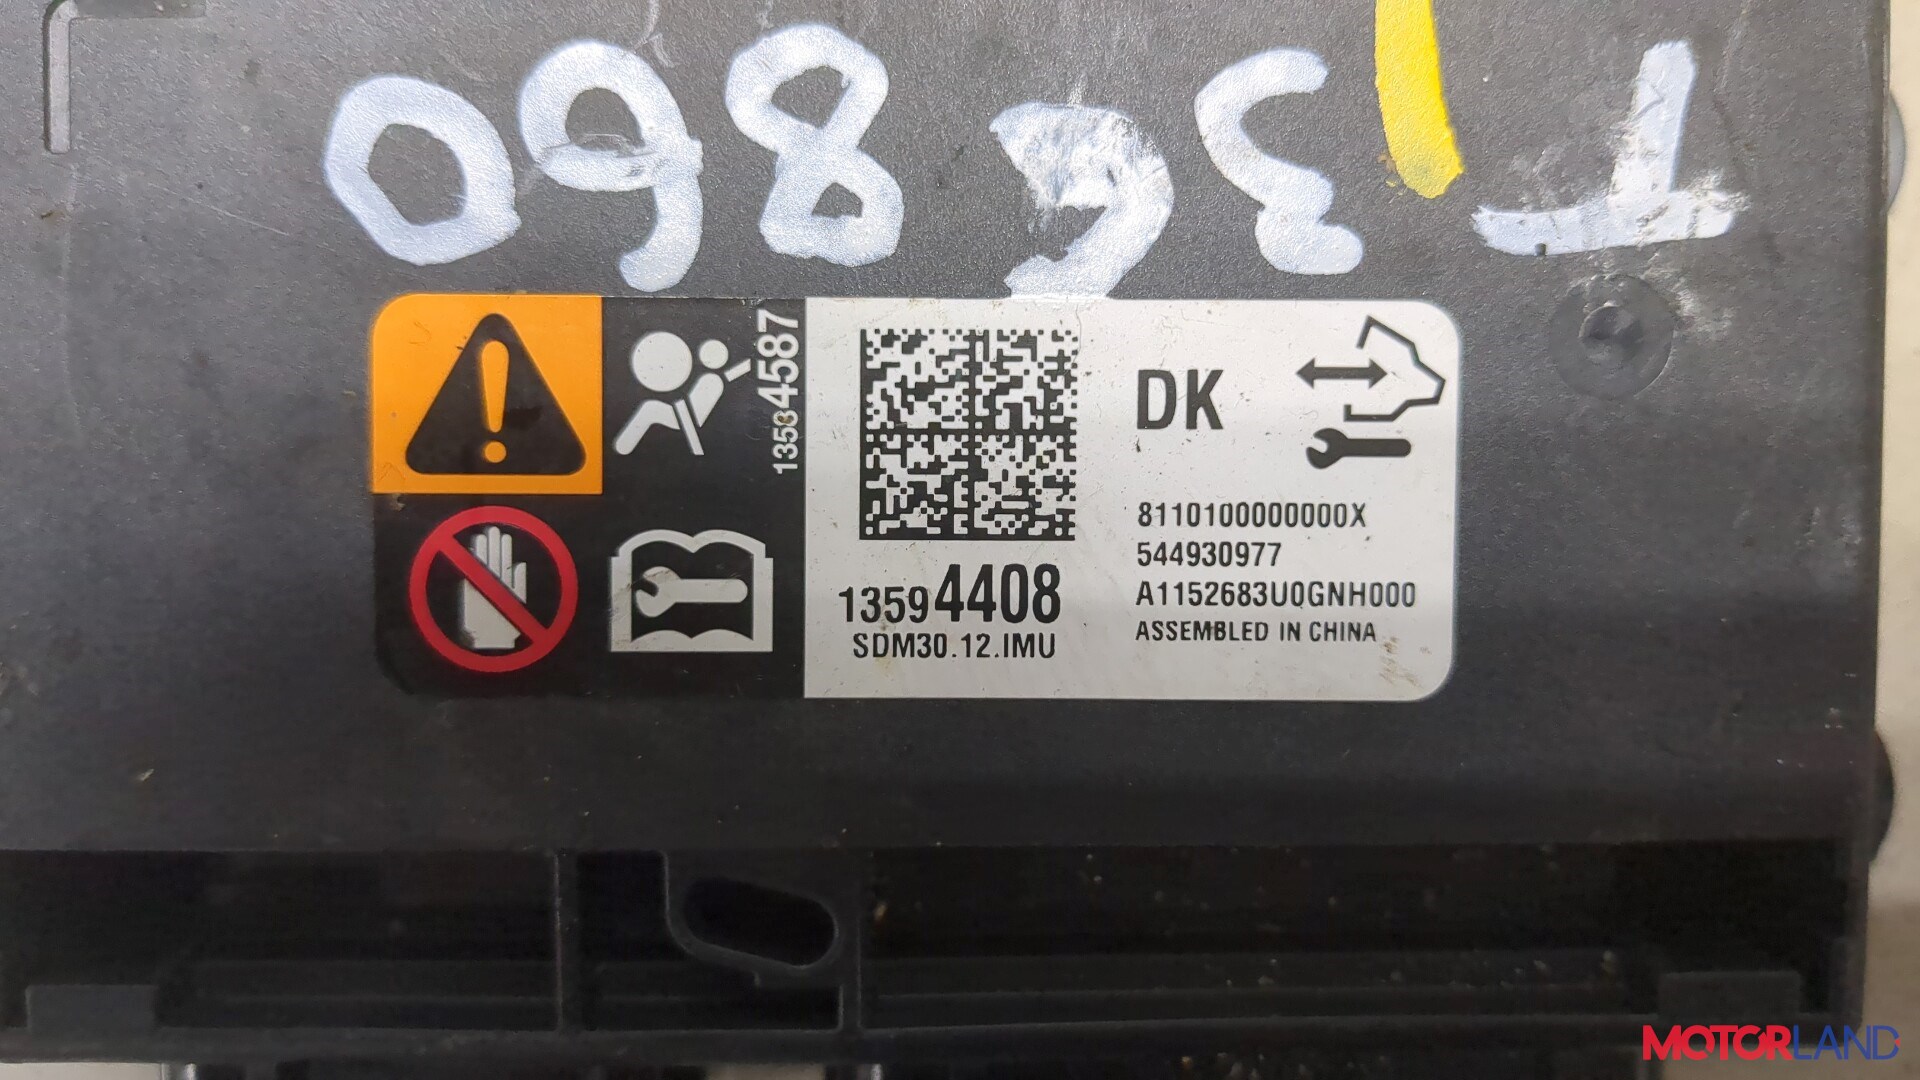 T36860
13584587
DK
8110100000000X
544930977
A1152683U0GNH000
ASSEMBLED IN CHINA
13594408
SDM30.12.IMU
MOTORLAND